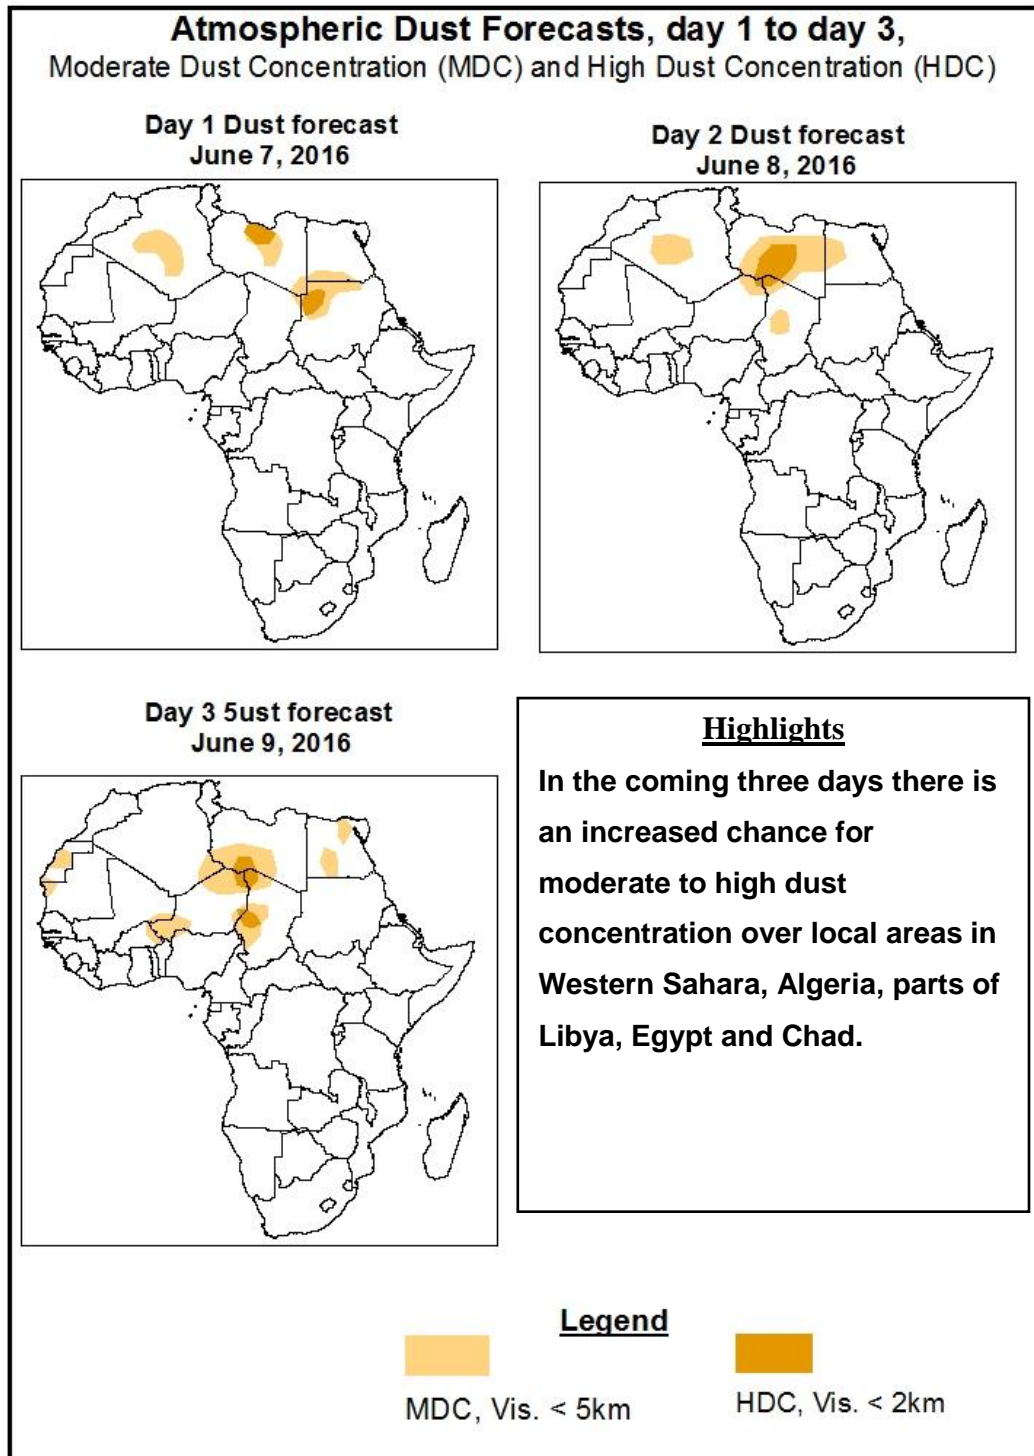 Atmospheric Dust Forecasts, day 1 to day 3,
Moderate Dust Concentration (MDC) and High Dust Concentration (HDC)
Day 1 Dust forecast
June 7, 2016
Day 2 Dust forecast
June 8, 2016
Day 3 5ust forecast
June 9, 2016
Highlights
In the coming three days there is
an increased chance for
moderate to high dust
concentration over local areas in
Western Sahara, Algeria, parts of
Libya, Egypt and Chad.
Legend
MDC, Vis. < 5km
HDC, Vis. < 2km